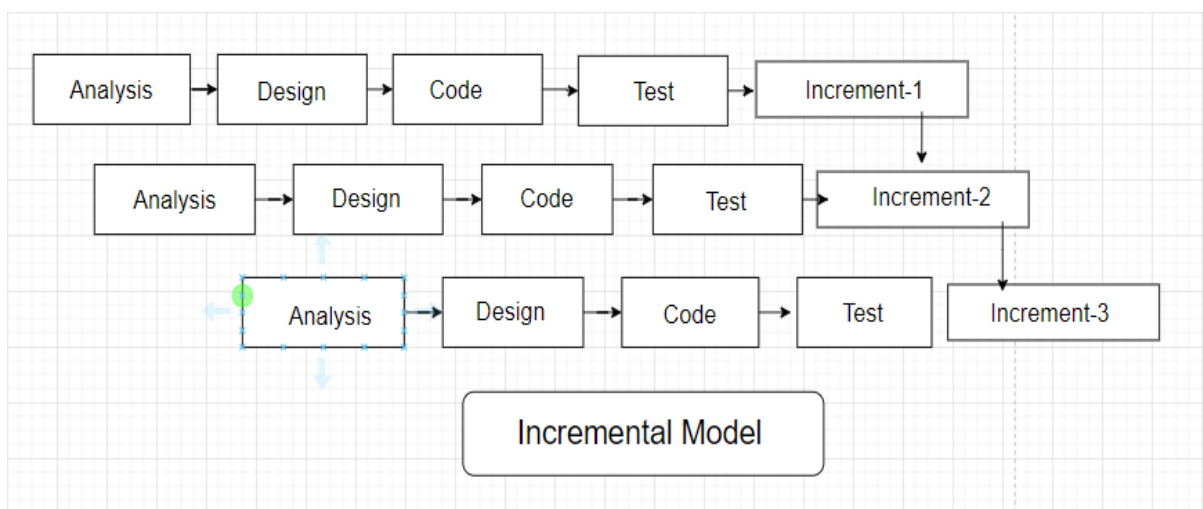 Analysis
Design
Code
Test
Increment-1
Analysis
Design
Code
Test
Increment-2
Analysis
Design
Code
Test
Increment-3
Incremental Model